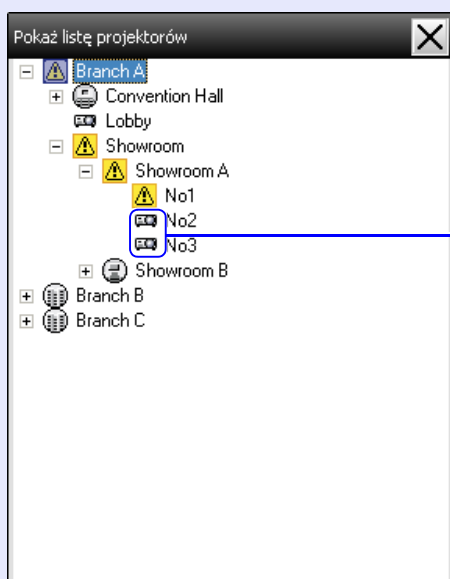 Pokaż listę projektorów
Branch A
Convention Hall
Lobby
Showroom
Showroom A
No1
No2
No3
Showroom B
Branch B
Branch C